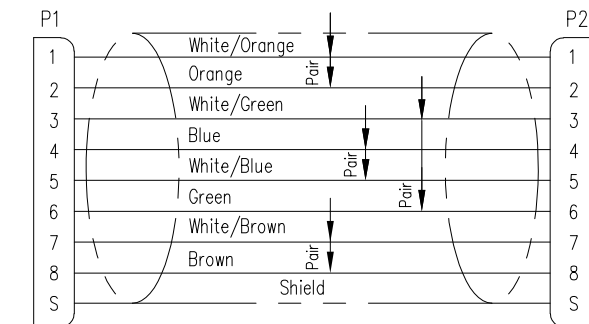 P1 P2
1 White/Orange 1
2 Orange Pair 2
3 White/Green 3
4 Blue 4
5 White/Blue Pair 5
6 Green Pair 6
7 White/Brown 7
8 Brown Pair 8
S Shield S